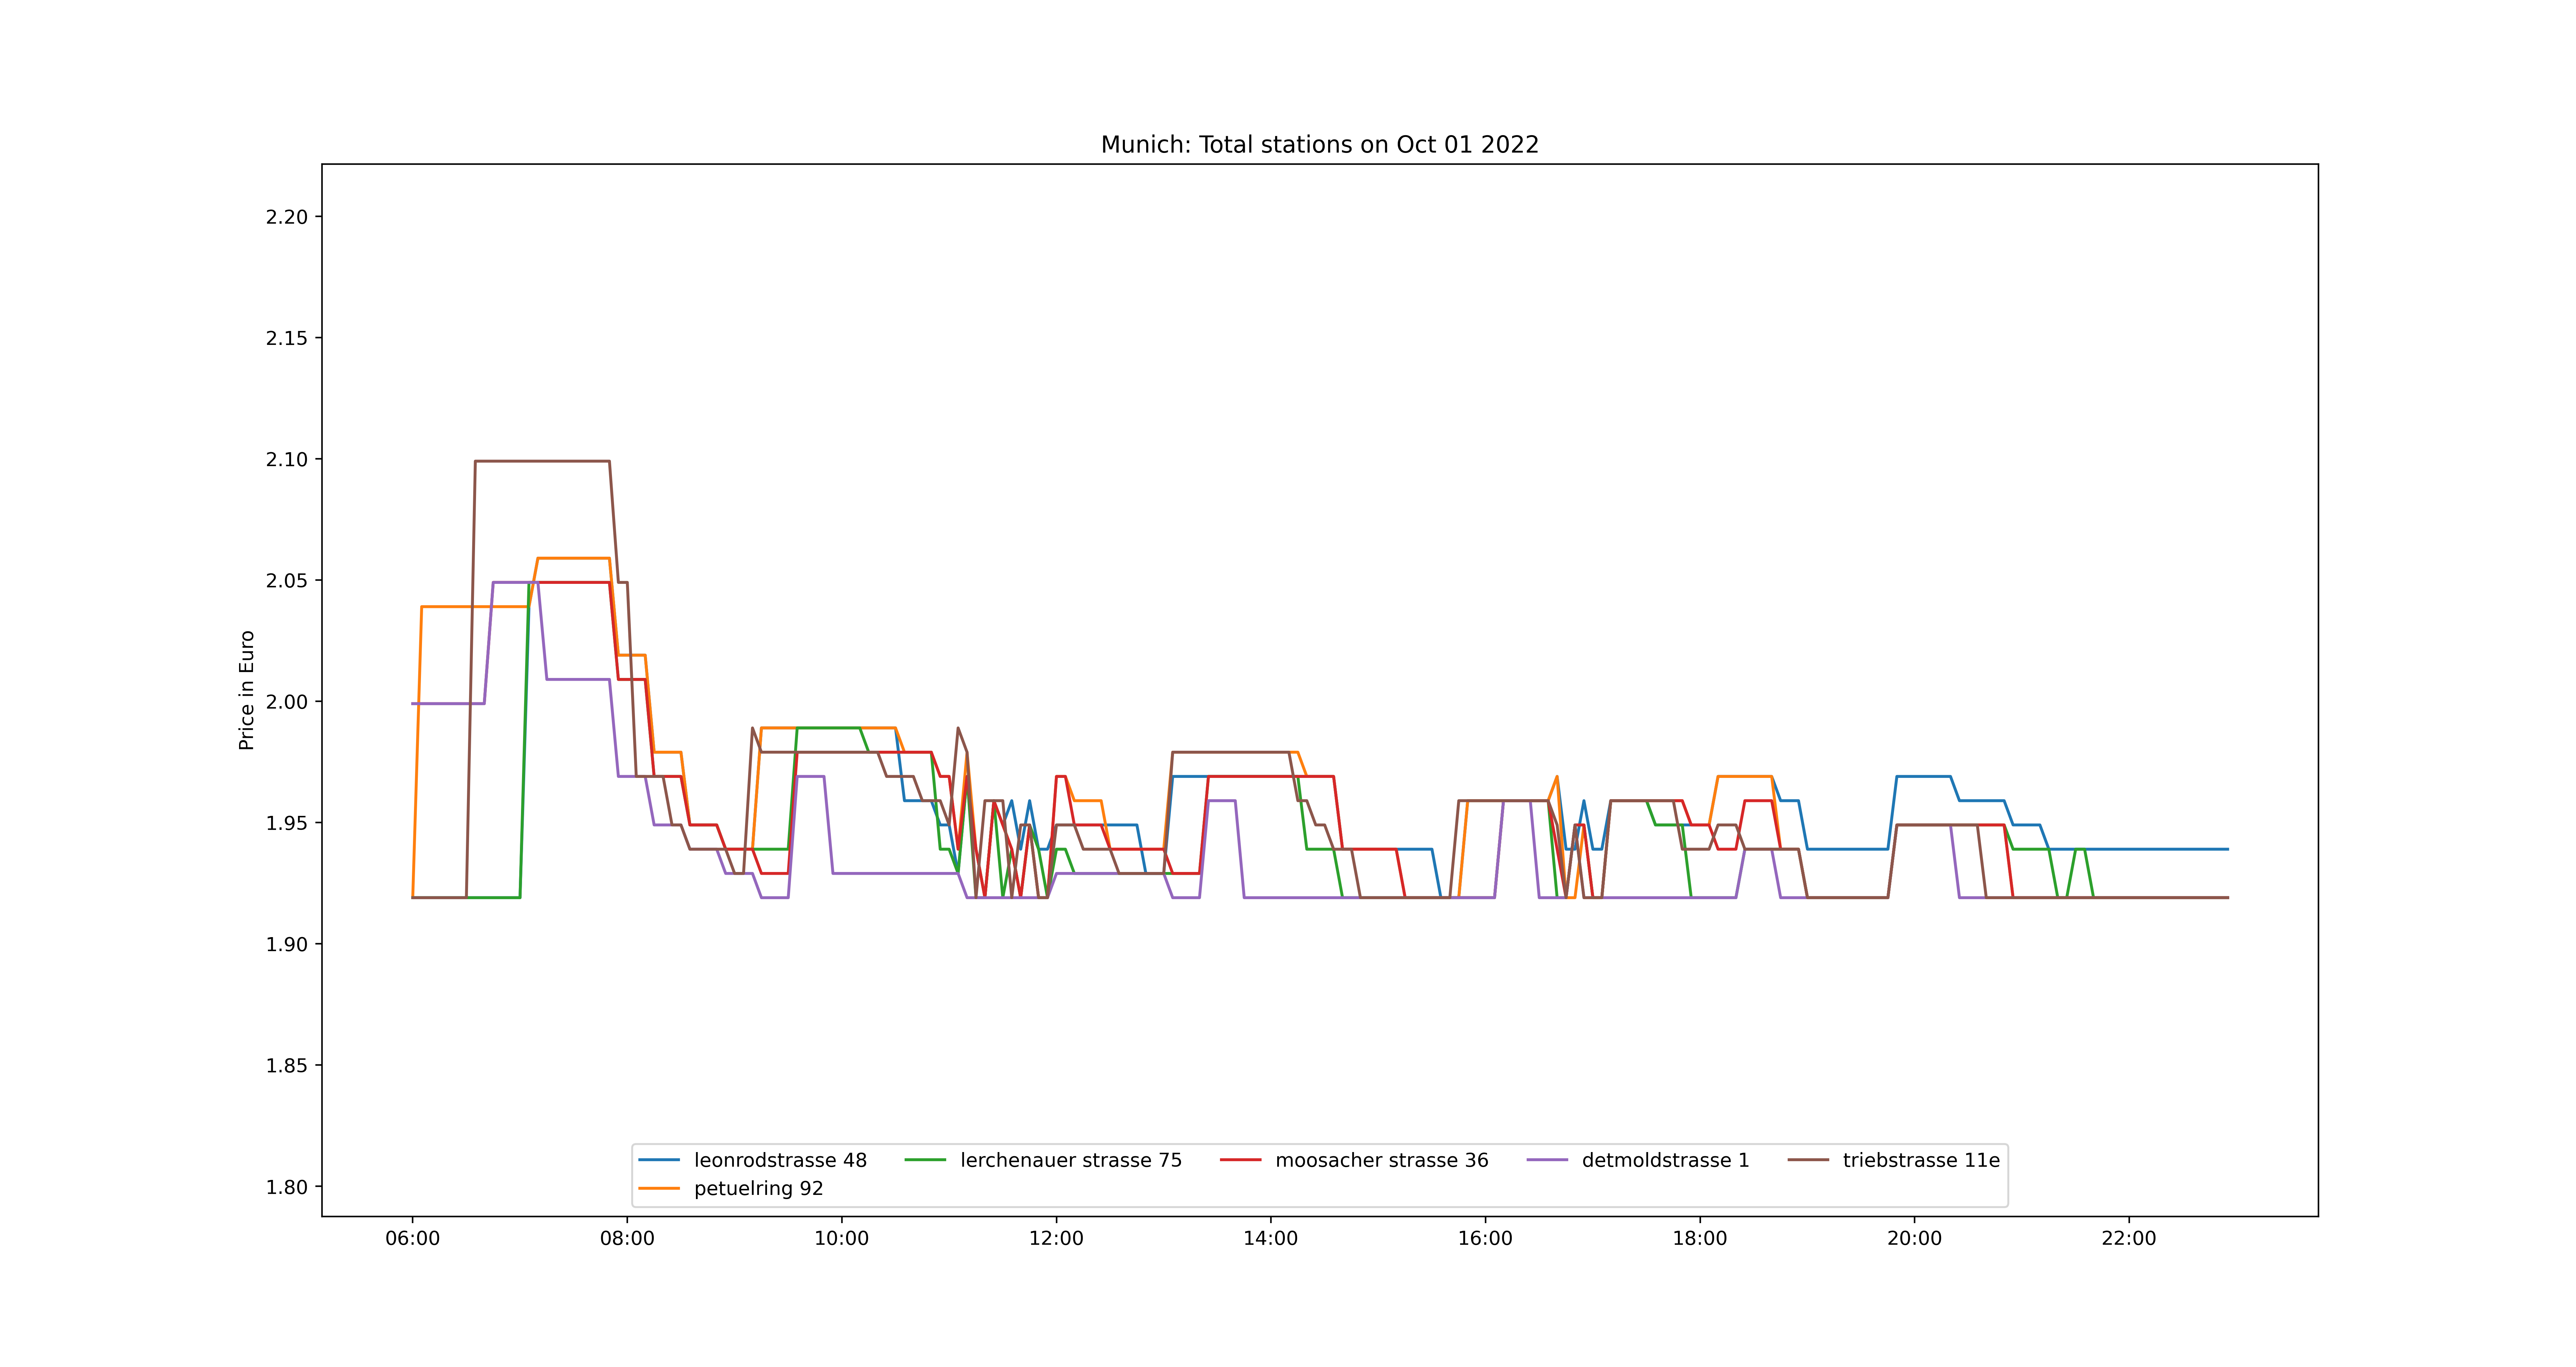 Munich: Total stations on Oct 01 2022
Price in Euro
2.20
2.15
2.10
2.05
2.00
1.95
1.90
1.85
1.80
leonrodstrasse 48
petuelring 92
lerchenauer strasse 75
moosacher strasse 36
detmoldstrasse 1
triebstrasse 11e
06:00 08:00 10:00 12:00 14:00 16:00 18:00 20:00 22:00